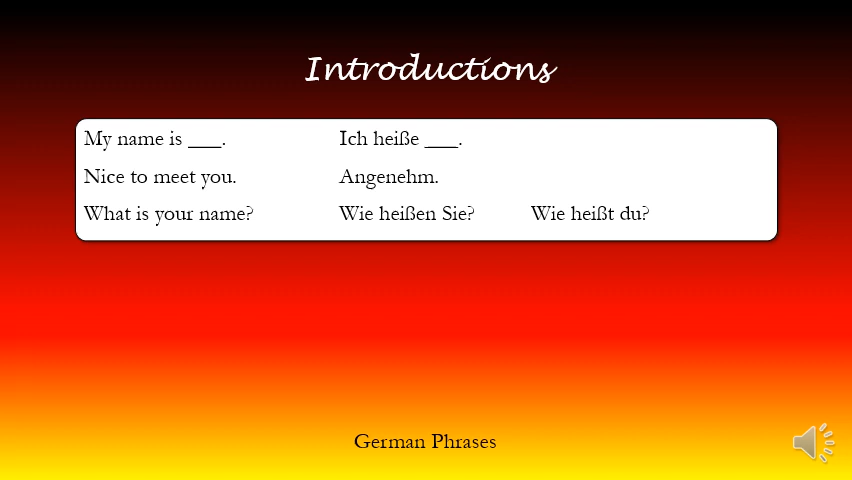 Introductions
My name is ___. Ich heiße ___.
Nice to meet you. Angenehm.
What is your name? Wie heißen Sie? Wie heißt du?
German Phrases